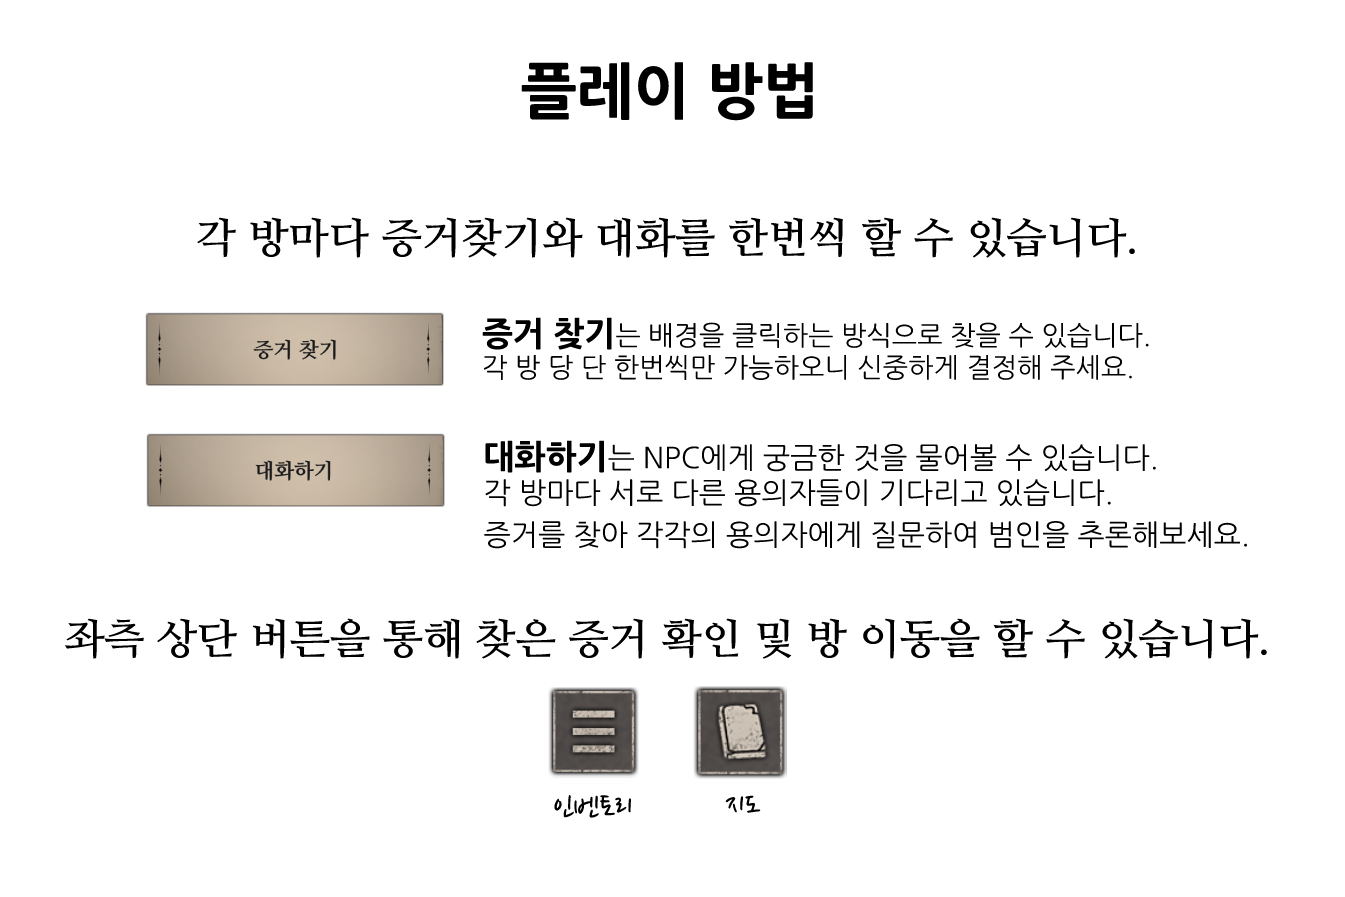 플레이 방법
각 방마다 증거찾기와 대화를 한번씩 할 수 있습니다.
증거 찾기
증거 찾기는 배경을 클릭하는 방식으로 찾을 수 있습니다.
각 방 당 단 한번씩만 가능하오니 신중하게 결정해 주세요.
대화하기
대화하기는 NPC에게 궁금한 것을 물어볼 수 있습니다.
각 방마다 서로 다른 용의자들이 기다리고 있습니다.
증거를 찾아 각각의 용의자에게 질문하여 범인을 추론해보세요.
좌측 상단 버튼을 통해 찾은 증거 확인 및 방 이동을 할 수 있습니다.
인벤토리
지도